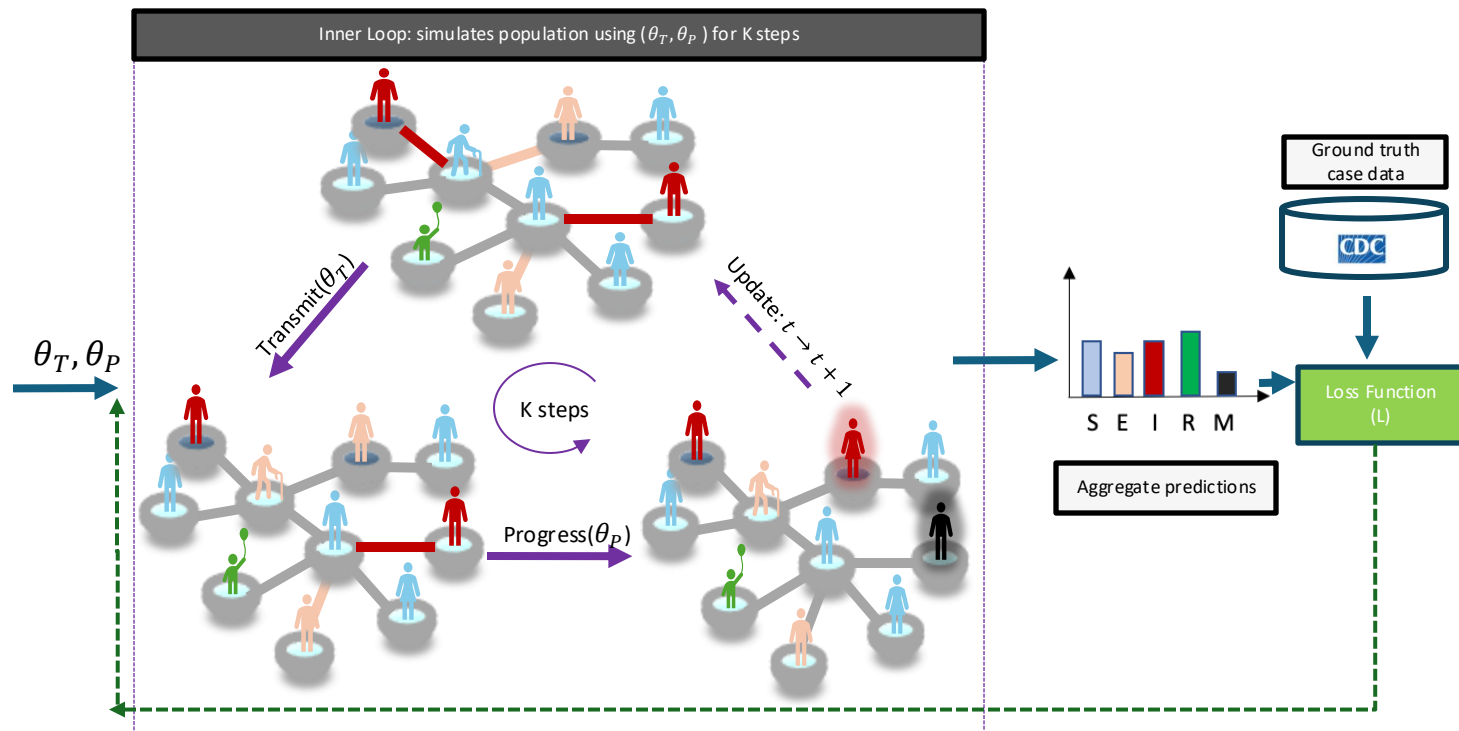 Inner Loop: simulates population using (θ_T, θ_P ) for K steps
Ground truth
case data
CDC
Transmit(θ_T)
Update: t → t + 1
θ_T, θ_P
K steps
Loss Function
(L)
S E I R M
Aggregate predictions
Progress(θ_P)